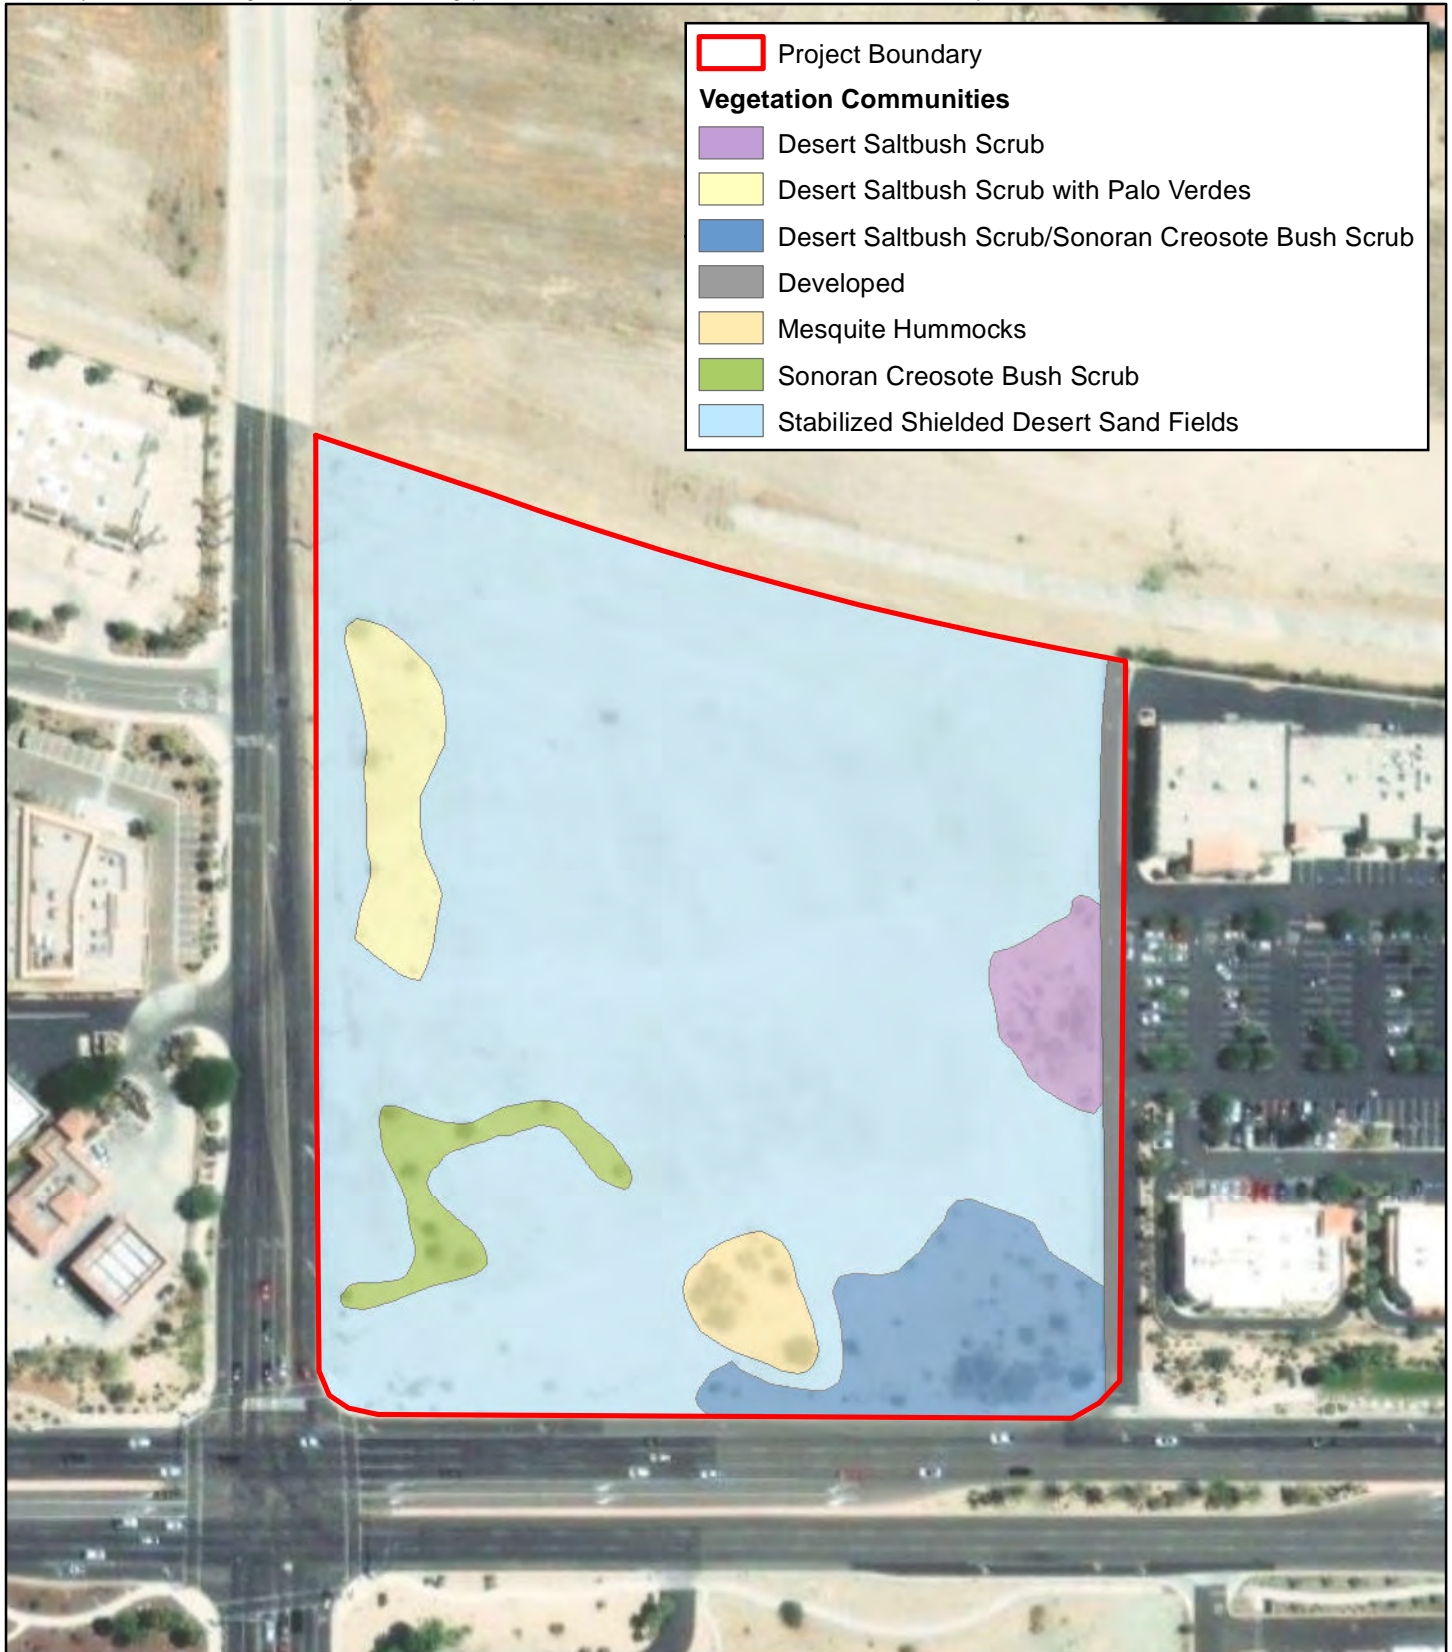 Project Boundary
Vegetation Communities
Desert Saltbush Scrub
Desert Saltbush Scrub with Palo Verdes
Desert Saltbush Scrub/Sonoran Creosote Bush Scrub
Developed
Mesquite Hummocks
Sonoran Creosote Bush Scrub
Stabilized Shielded Desert Sand Fields